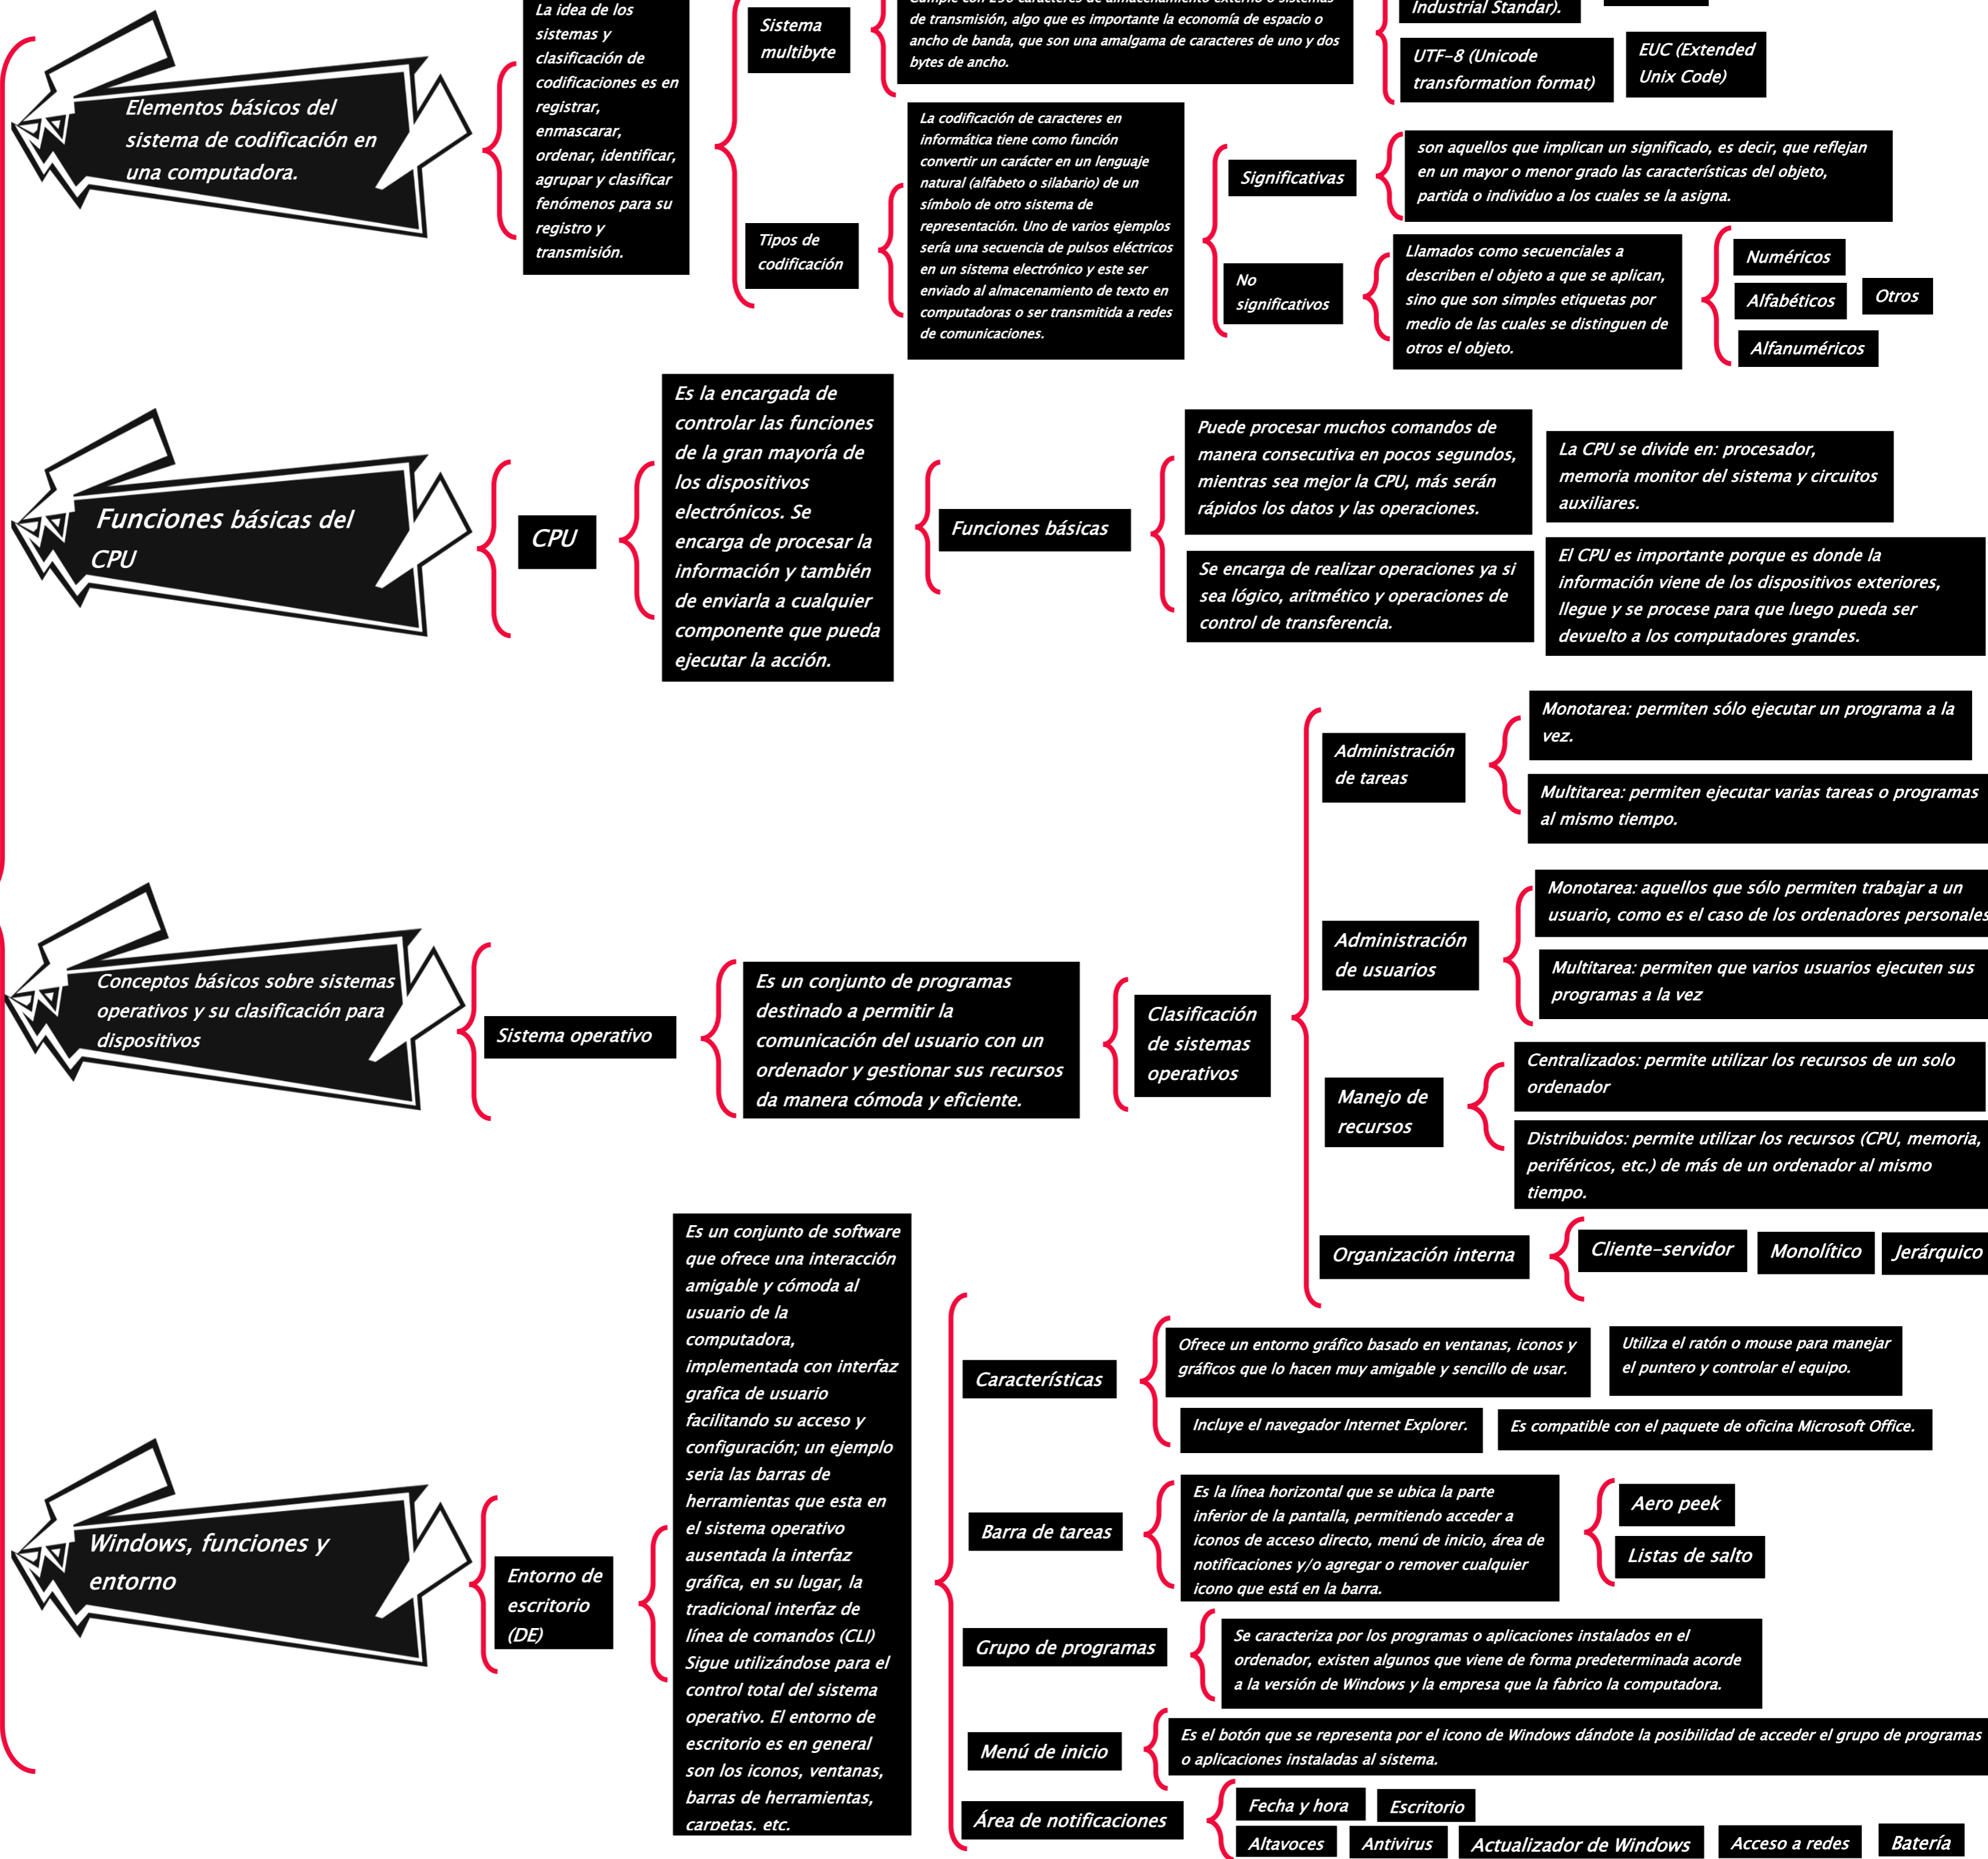 Elementos básicos del
sistema de codificación en
una computadora.
La idea de los
sistemas y
clasificación de
codificaciones es en
registrar,
enmascarar,
ordenar, identificar,
agrupar y clasificar
fenómenos para su
registro y
transmisión.
Sistema
multibyte
de transmisión, algo que es importante la economía de espacio o
ancho de banda, que son una amalgama de caracteres de uno y dos
bytes de ancho.
Industrial Standar).
UTF-8 (Unicode
transformation format)
EUC (Extended
Unix Code)
Tipos de
codificación
La codificación de caracteres en
informática tiene como función
convertir un carácter en un lenguaje
natural (alfabeto o silabario) de un
símbolo de otro sistema de
representación. Uno de varios ejemplos
sería una secuencia de pulsos eléctricos
en un sistema electrónico y este ser
enviado al almacenamiento de texto en
computadoras o ser transmitida a redes
de comunicaciones.
Significativas
son aquellos que implican un significado, es decir, que reflejan
en un mayor o menor grado las características del objeto,
partida o individuo a los cuales se la asigna.
No
significativos
Llamados como secuenciales a
describen el objeto a que se aplican,
sino que son simples etiquetas por
medio de las cuales se distinguen de
otros el objeto.
Numéricos
Alfabéticos
Otros
Alfanuméricos
Funciones básicas del
CPU
CPU
Es la encargada de
controlar las funciones
de la gran mayoría de
los dispositivos
electrónicos. Se
encarga de procesar la
información y también
de enviarla a cualquier
componente que pueda
ejecutar la acción.
Funciones básicas
Puede procesar muchos comandos de
manera consecutiva en pocos segundos,
mientras sea mejor la CPU, más serán
rápidos los datos y las operaciones.
La CPU se divide en: procesador,
memoria monitor del sistema y circuitos
auxiliares.
Se encarga de realizar operaciones ya si
sea lógico, aritmético y operaciones de
control de transferencia.
El CPU es importante porque es donde la
información viene de los dispositivos exteriores,
llegue y se procese para que luego pueda ser
devuelto a los computadores grandes.
Conceptos básicos sobre sistemas
operativos y su clasificación para
dispositivos
Sistema operativo
Es un conjunto de programas
destinado a permitir la
comunicación del usuario con un
ordenador y gestionar sus recursos
da manera cómoda y eficiente.
Clasificación
de sistemas
operativos
Administración
de tareas
Monotarea: permiten sólo ejecutar un programa a la
vez.
Multitarea: permiten ejecutar varias tareas o programas
al mismo tiempo.
Administración
de usuarios
Monotarea: aquellos que sólo permiten trabajar a un
usuario, como es el caso de los ordenadores personales
Multitarea: permiten que varios usuarios ejecuten sus
programas a la vez
Manejo de
recursos
Centralizados: permite utilizar los recursos de un solo
ordenador
Distribuidos: permite utilizar los recursos (CPU, memoria,
periféricos, etc.) de más de un ordenador al mismo
tiempo.
Organización interna
Cliente-servidor
Monolítico
Jerárquico
Windows, funciones y
entorno
Entorno de
escritorio
(DE)
Es un conjunto de software
que ofrece una interacción
amigable y cómoda al
usuario de la
computadora,
implementada con interfaz
grafica de usuario
facilitando su acceso y
configuración; un ejemplo
seria las barras de
herramientas que esta en
el sistema operativo
ausentada la interfaz
gráfica, en su lugar, la
tradicional interfaz de
línea de comandos (CLI)
Sigue utilizándose para el
control total del sistema
operativo. El entorno de
escritorio es en general
son los iconos, ventanas,
barras de herramientas,
carpetas, etc.
Características
Ofrece un entorno gráfico basado en ventanas, iconos y
gráficos que lo hacen muy amigable y sencillo de usar.
Utiliza el ratón o mouse para manejar
el puntero y controlar el equipo.
Incluye el navegador Internet Explorer.
Es compatible con el paquete de oficina Microsoft Office.
Barra de tareas
Es la línea horizontal que se ubica la parte
inferior de la pantalla, permitiendo acceder a
iconos de acceso directo, menú de inicio, área de
notificaciones y/o agregar o remover cualquier
icono que está en la barra.
Aero peek
Listas de salto
Grupo de programas
Se caracteriza por los programas o aplicaciones instalados en el
ordenador, existen algunos que viene de forma predeterminada acorde
a la versión de Windows y la empresa que la fabrico la computadora.
Menú de inicio
Es el botón que se representa por el icono de Windows dándote la posibilidad de acceder el grupo de programas
o aplicaciones instaladas al sistema.
Área de notificaciones
Fecha y hora
Escritorio
Altavoces
Antivirus
Actualizador de Windows
Acceso a redes
Batería